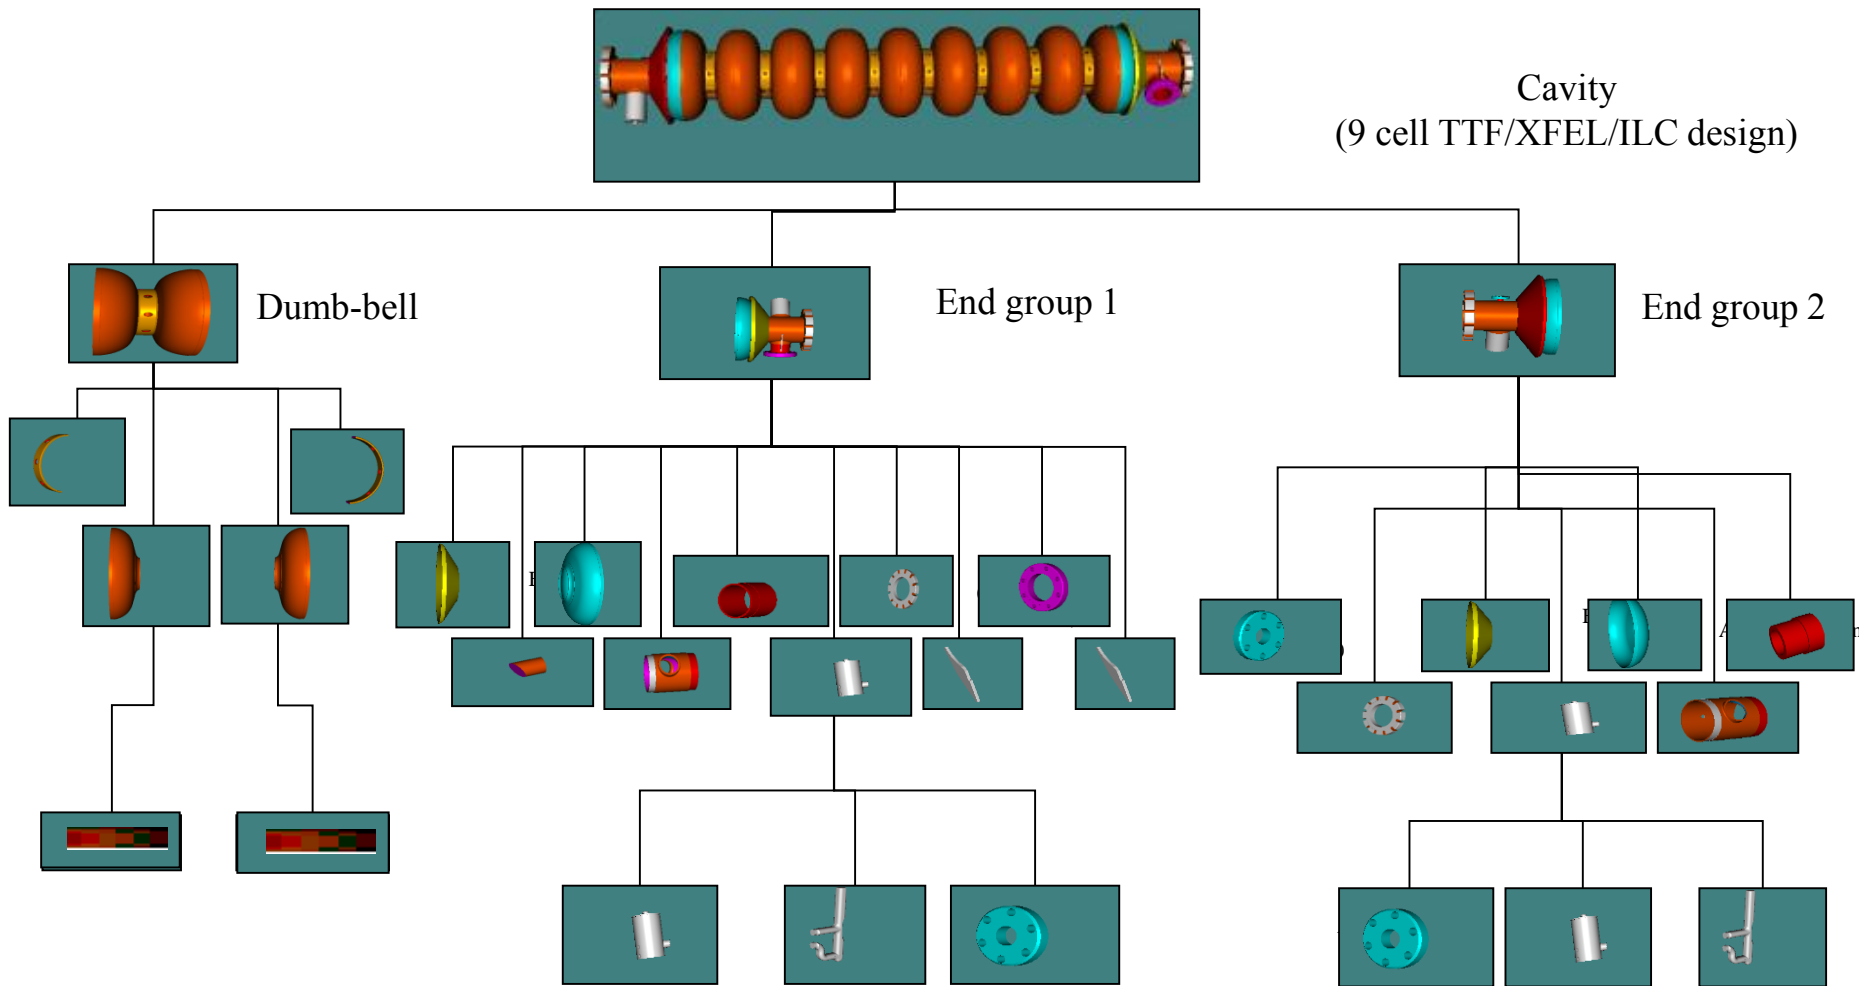 Cavity
(9 cell TTF/XFEL/ILC design)
Dumb-bell
End group 1
End group 2